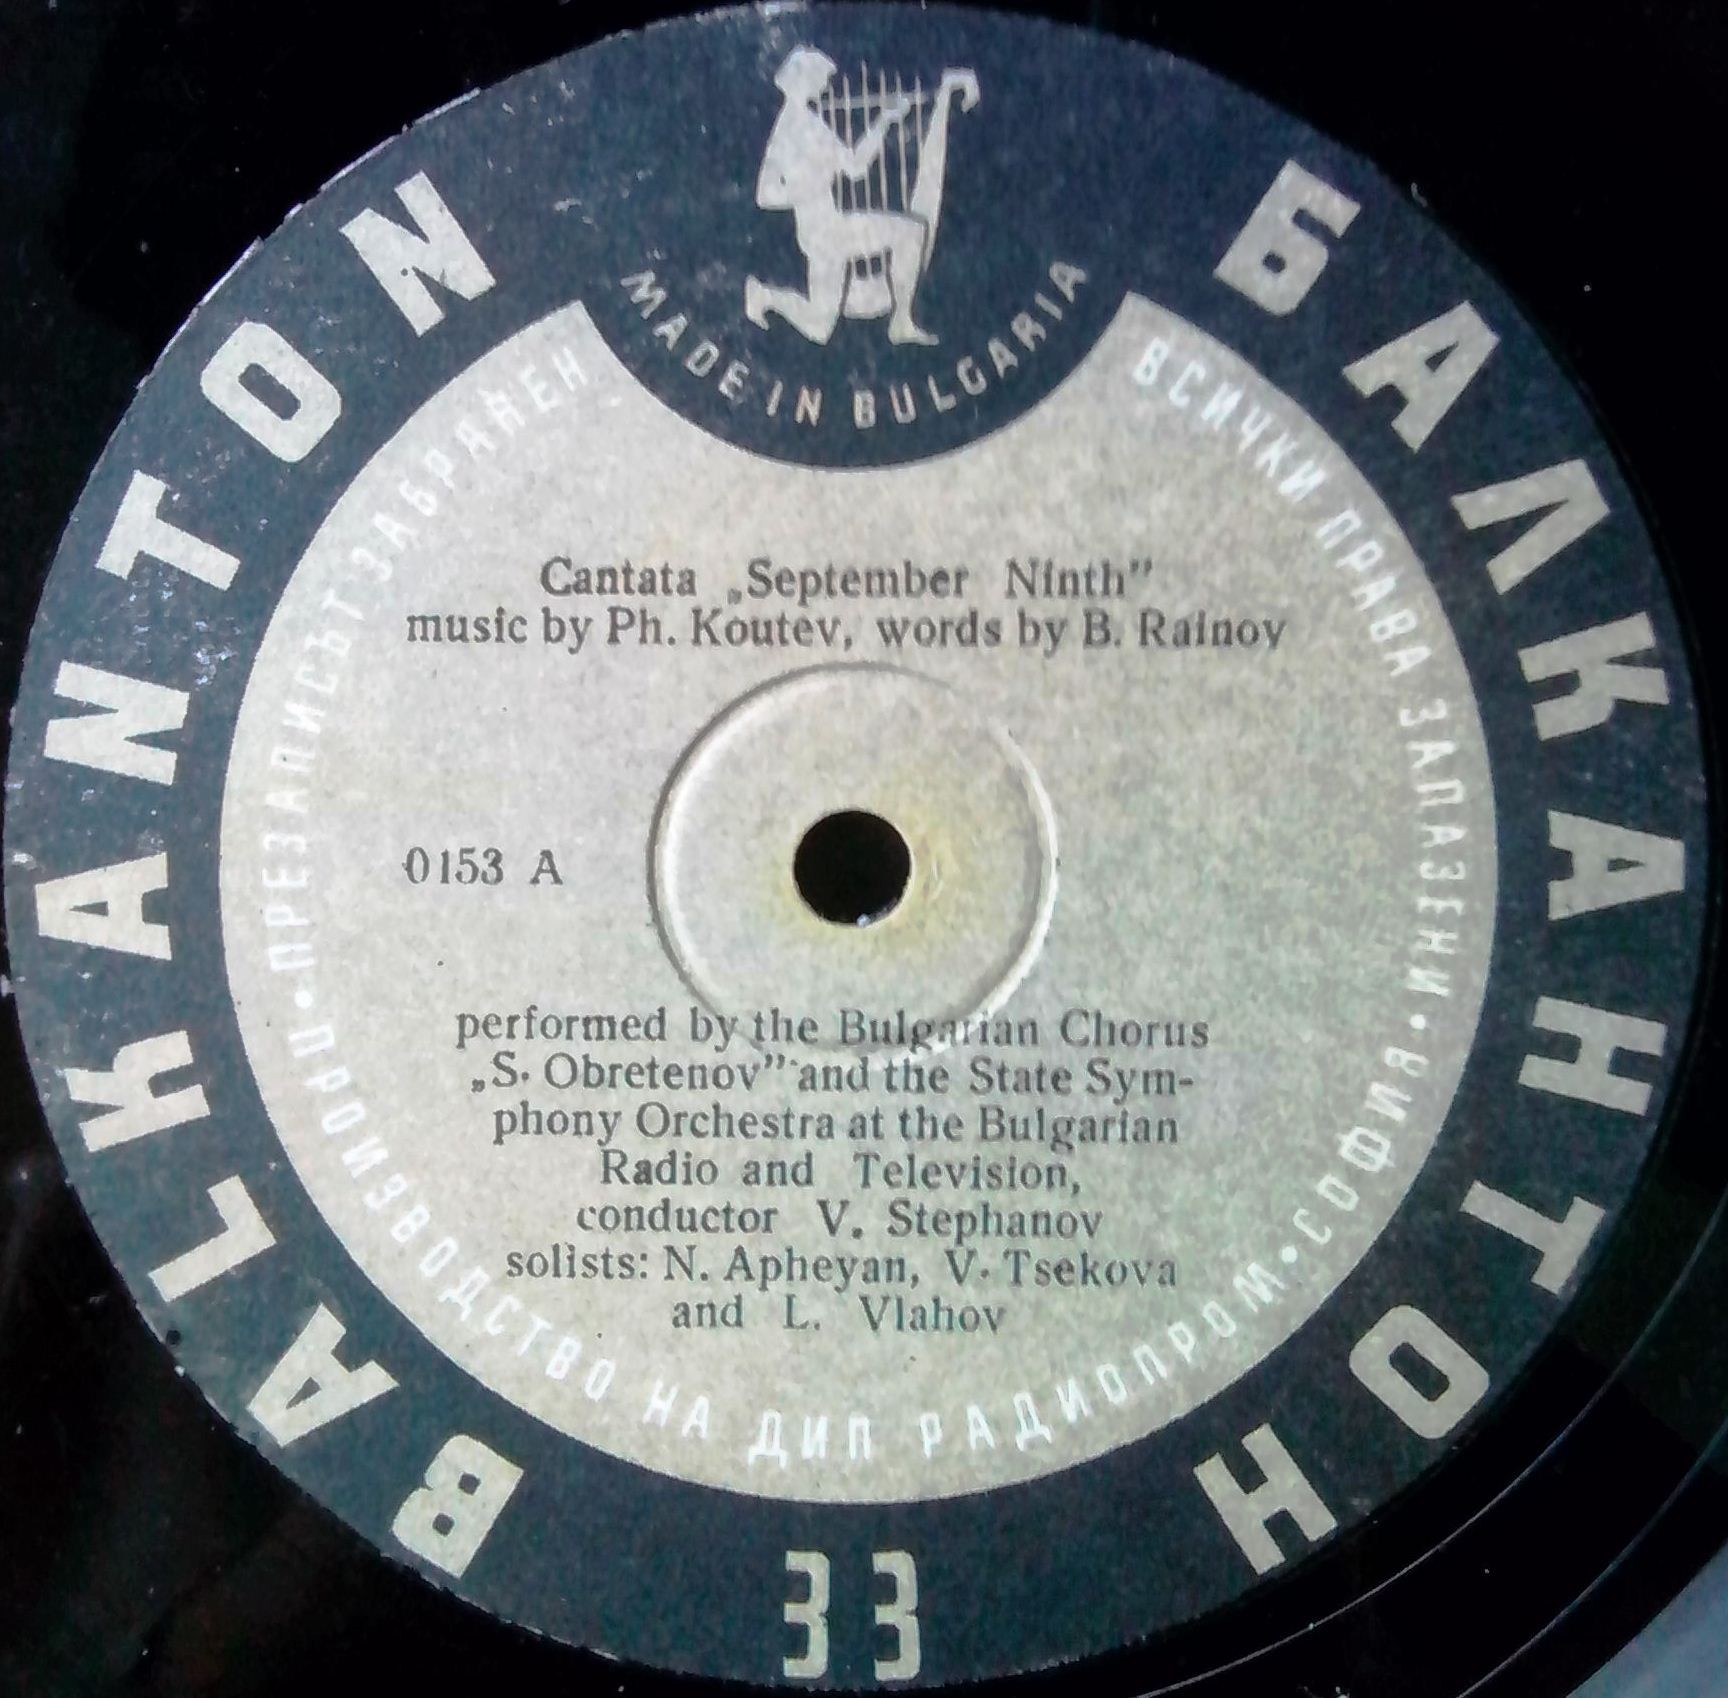 BALKANTON
БАЛКАНТОН
MADE IN BULGARIA
ВСИЧКИ ПРАВА ЗАПАЗЕНИ • ПРЕЗАПИСЪТ ЗАБРАНЕН
Cantata „September Ninth”
music by Ph. Koutev, words by B. Rainov
0153 A
performed by the Bulgarian Chorus
„S. Obretenov” and the State Sym-
phony Orchestra at the Bulgarian
Radio and Television,
conductor V. Stephanov
solists: N. Apheyan, V. Tsekova
and L. Vlahov
ПРОИЗВОДСТВО НА ДИП РАДИОПРОМ • СОФИЯ •
33